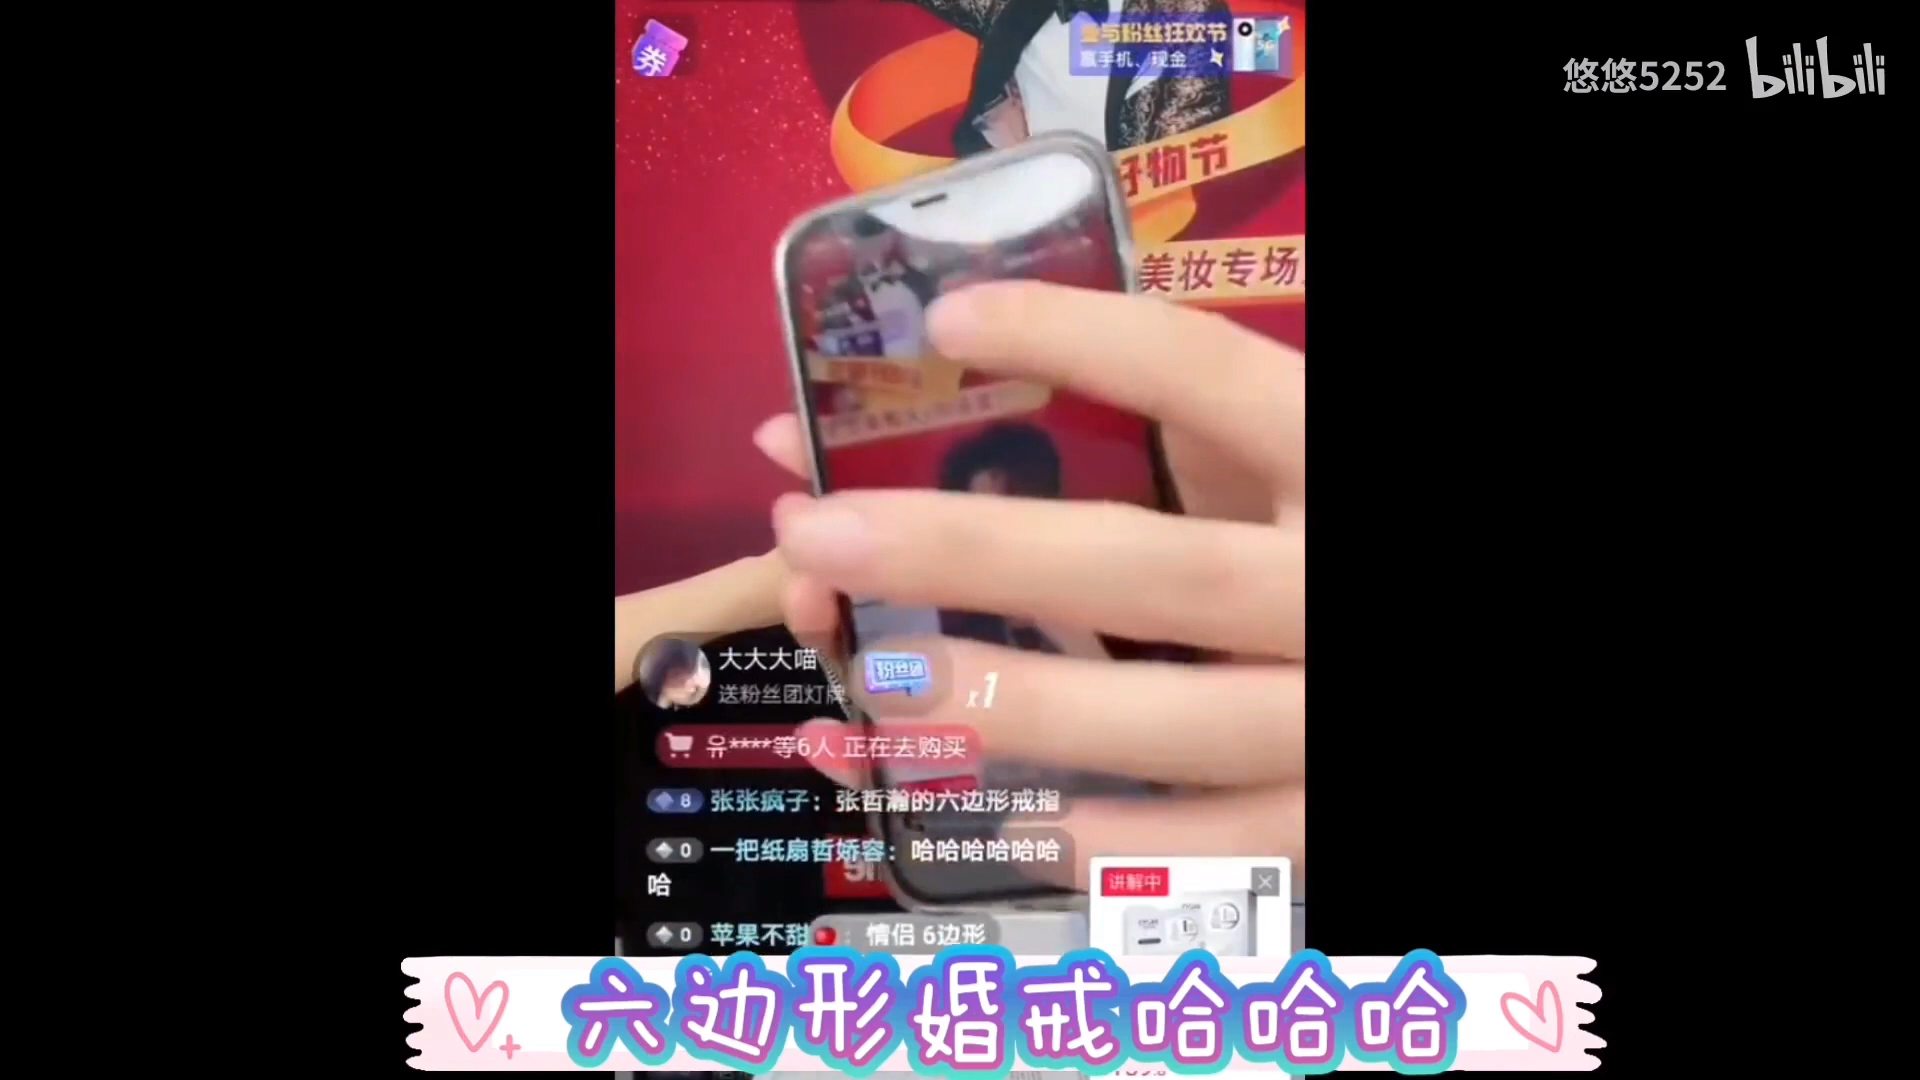 券
与粉丝狂欢节
赢手机、现金
悠悠5252 bilibili
好物节
美妆专场
大大大喵
送粉丝团灯牌
粉丝团
x1
유****等6人 正在去购买
8 张张疯子：张哲瀚的六边形戒指
0 一把纸扇哲娇容：哈哈哈哈哈哈
哈
讲解中
0 苹果不甜🍎：情侣 6边形
六边形婚戒哈哈哈